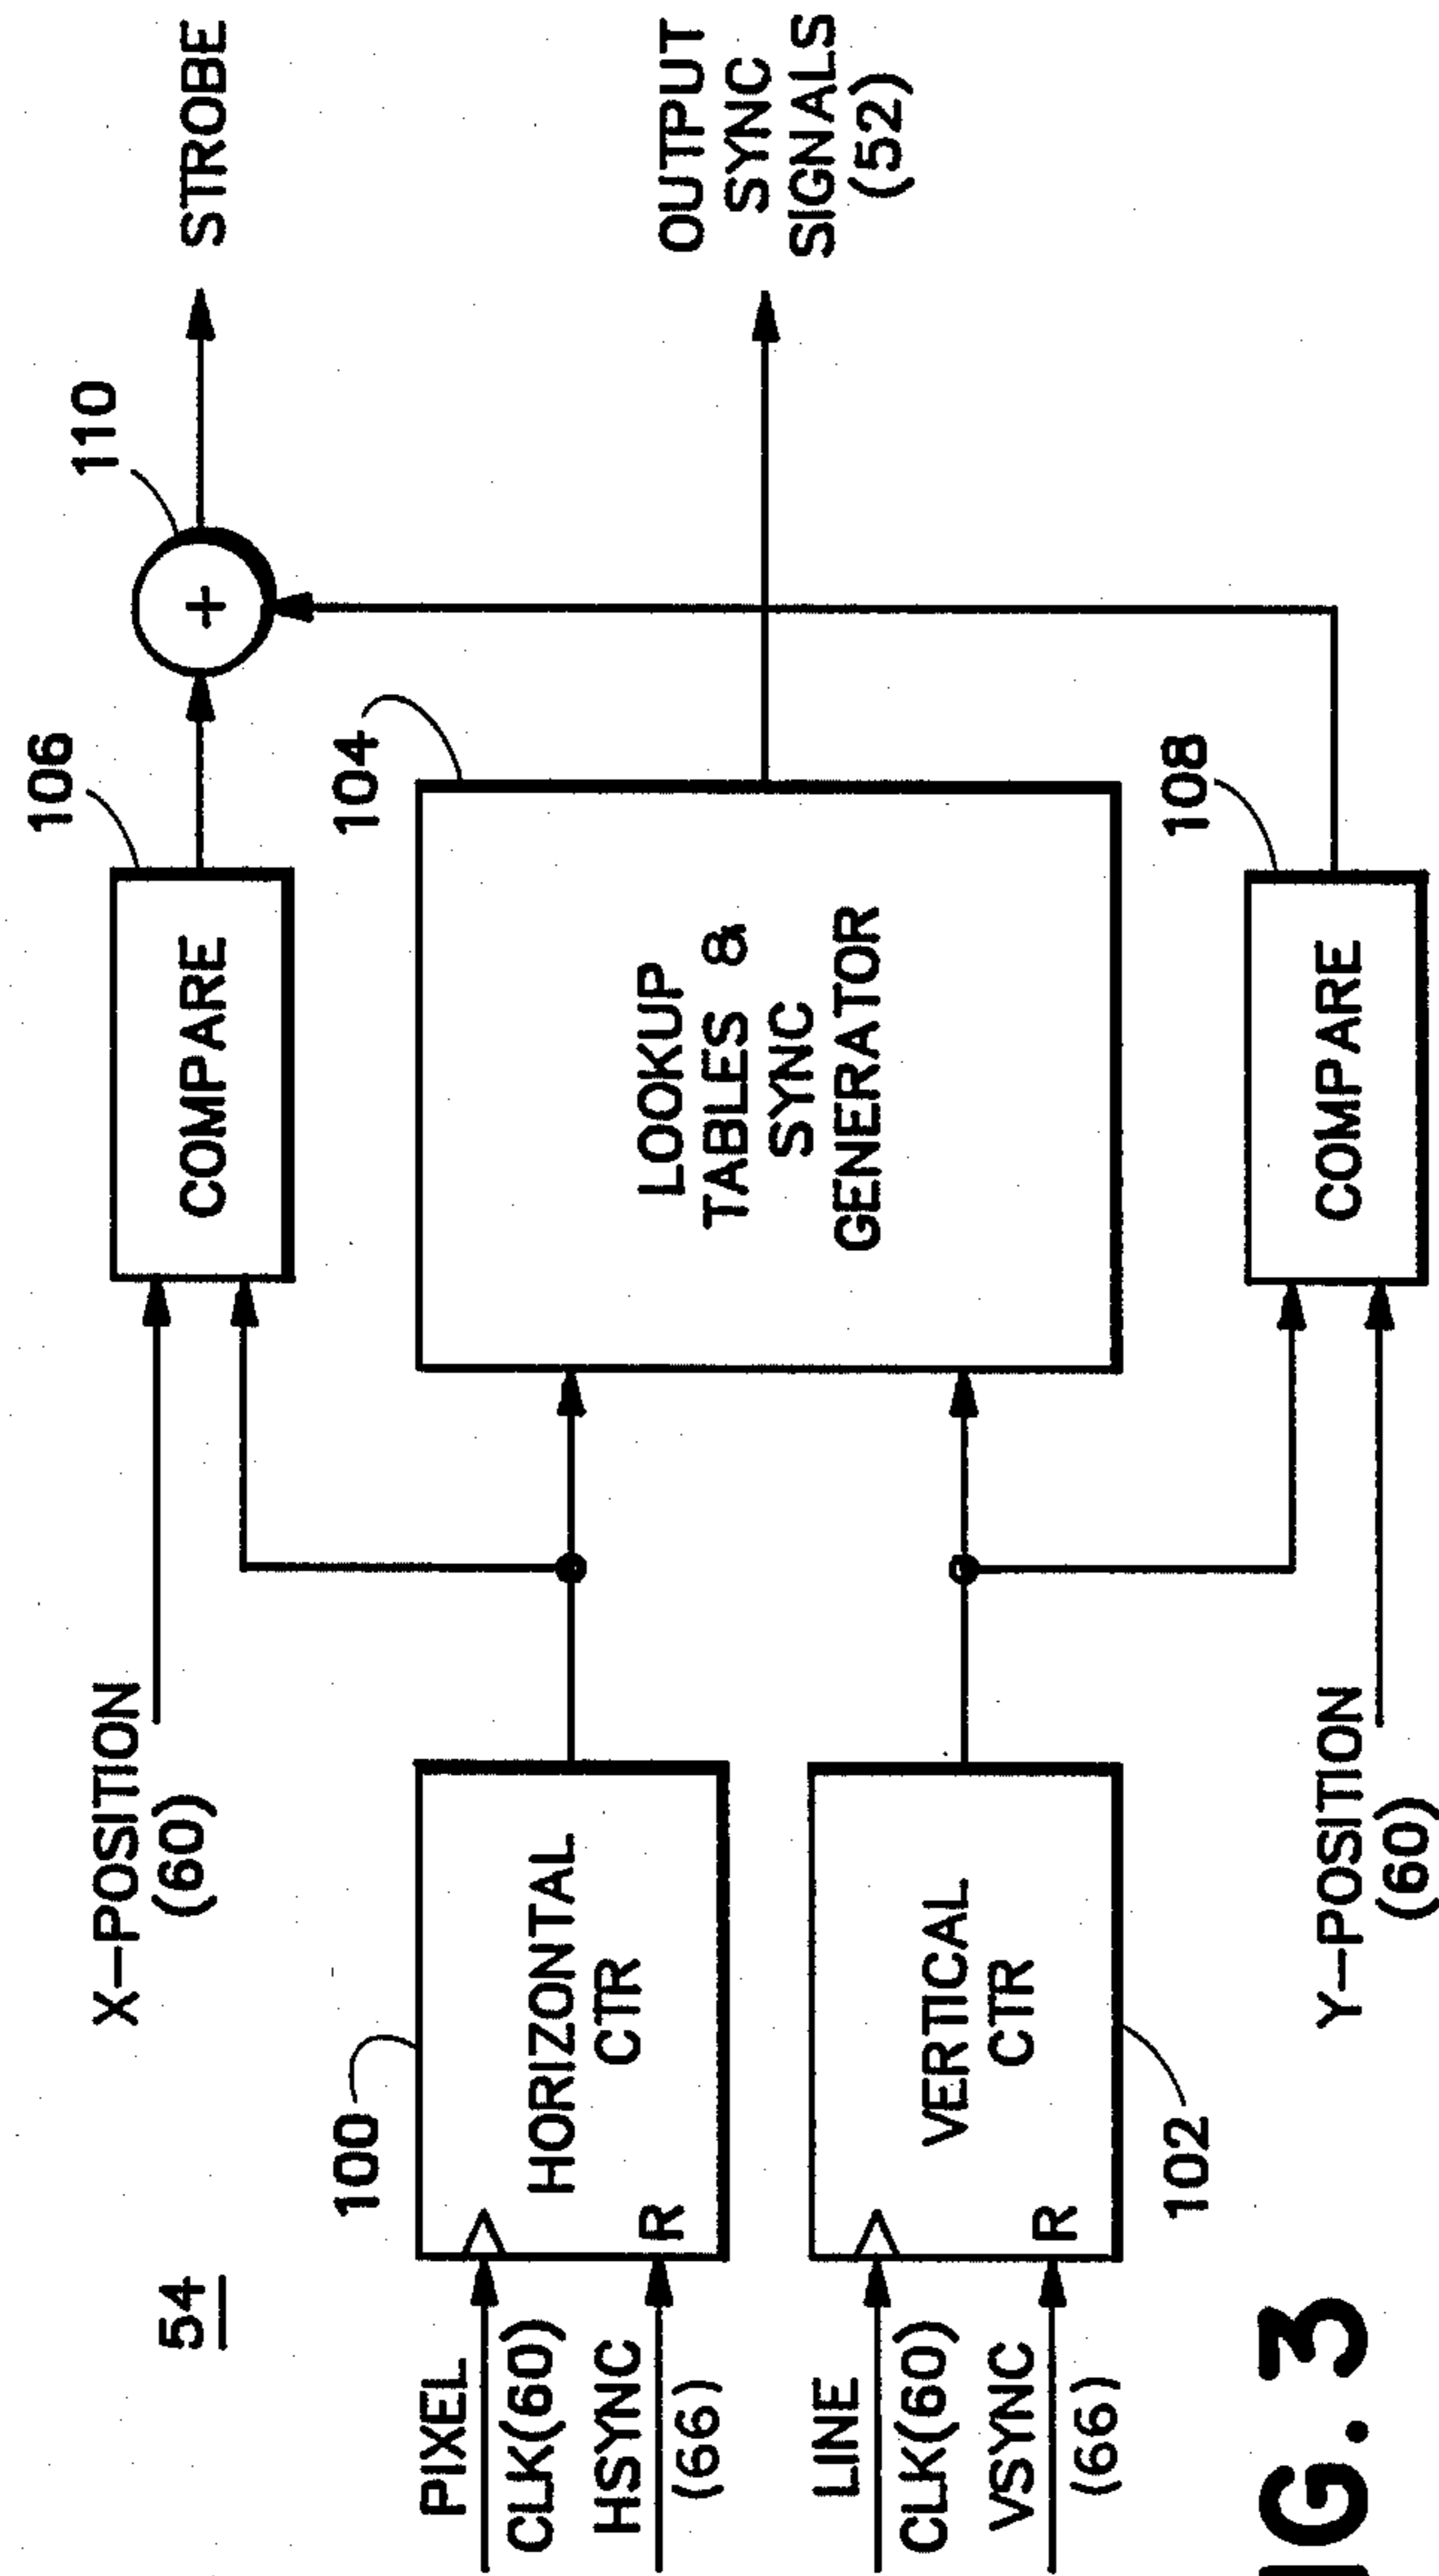 54
X-POSITION
(60)
100
HORIZONTAL
CTR
R
PIXEL
CLK(60)
HSYNC
(66)
VERTICAL
CTR
R
LINE
CLK(60)
VSYNC
(66)
102
Y-POSITION
(60)
106
COMPARE
104
LOOKUP
TABLES &
SYNC
GENERATOR
108
COMPARE
110
+
STROBE
OUTPUT
SYNC
SIGNALS
(52)
IG. 3